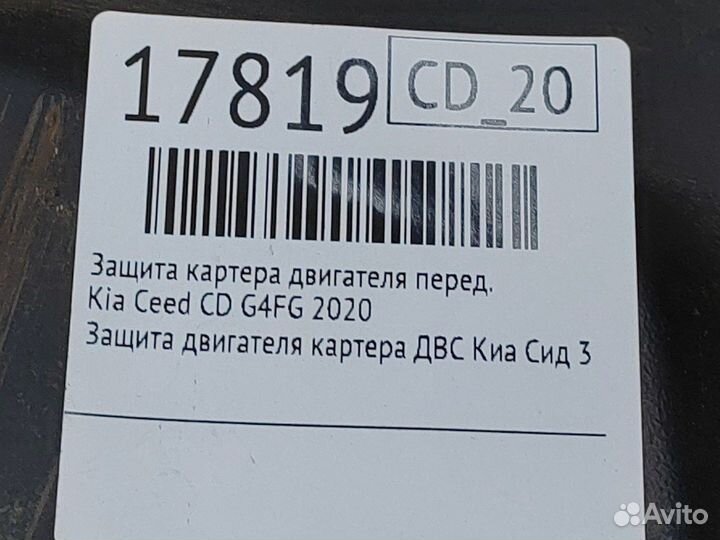 17819 CD_20
Защита картера двигателя перед.
Kia Ceed CD G4FG 2020
Защита двигателя картера ДВС Киа Сид 3
Avito